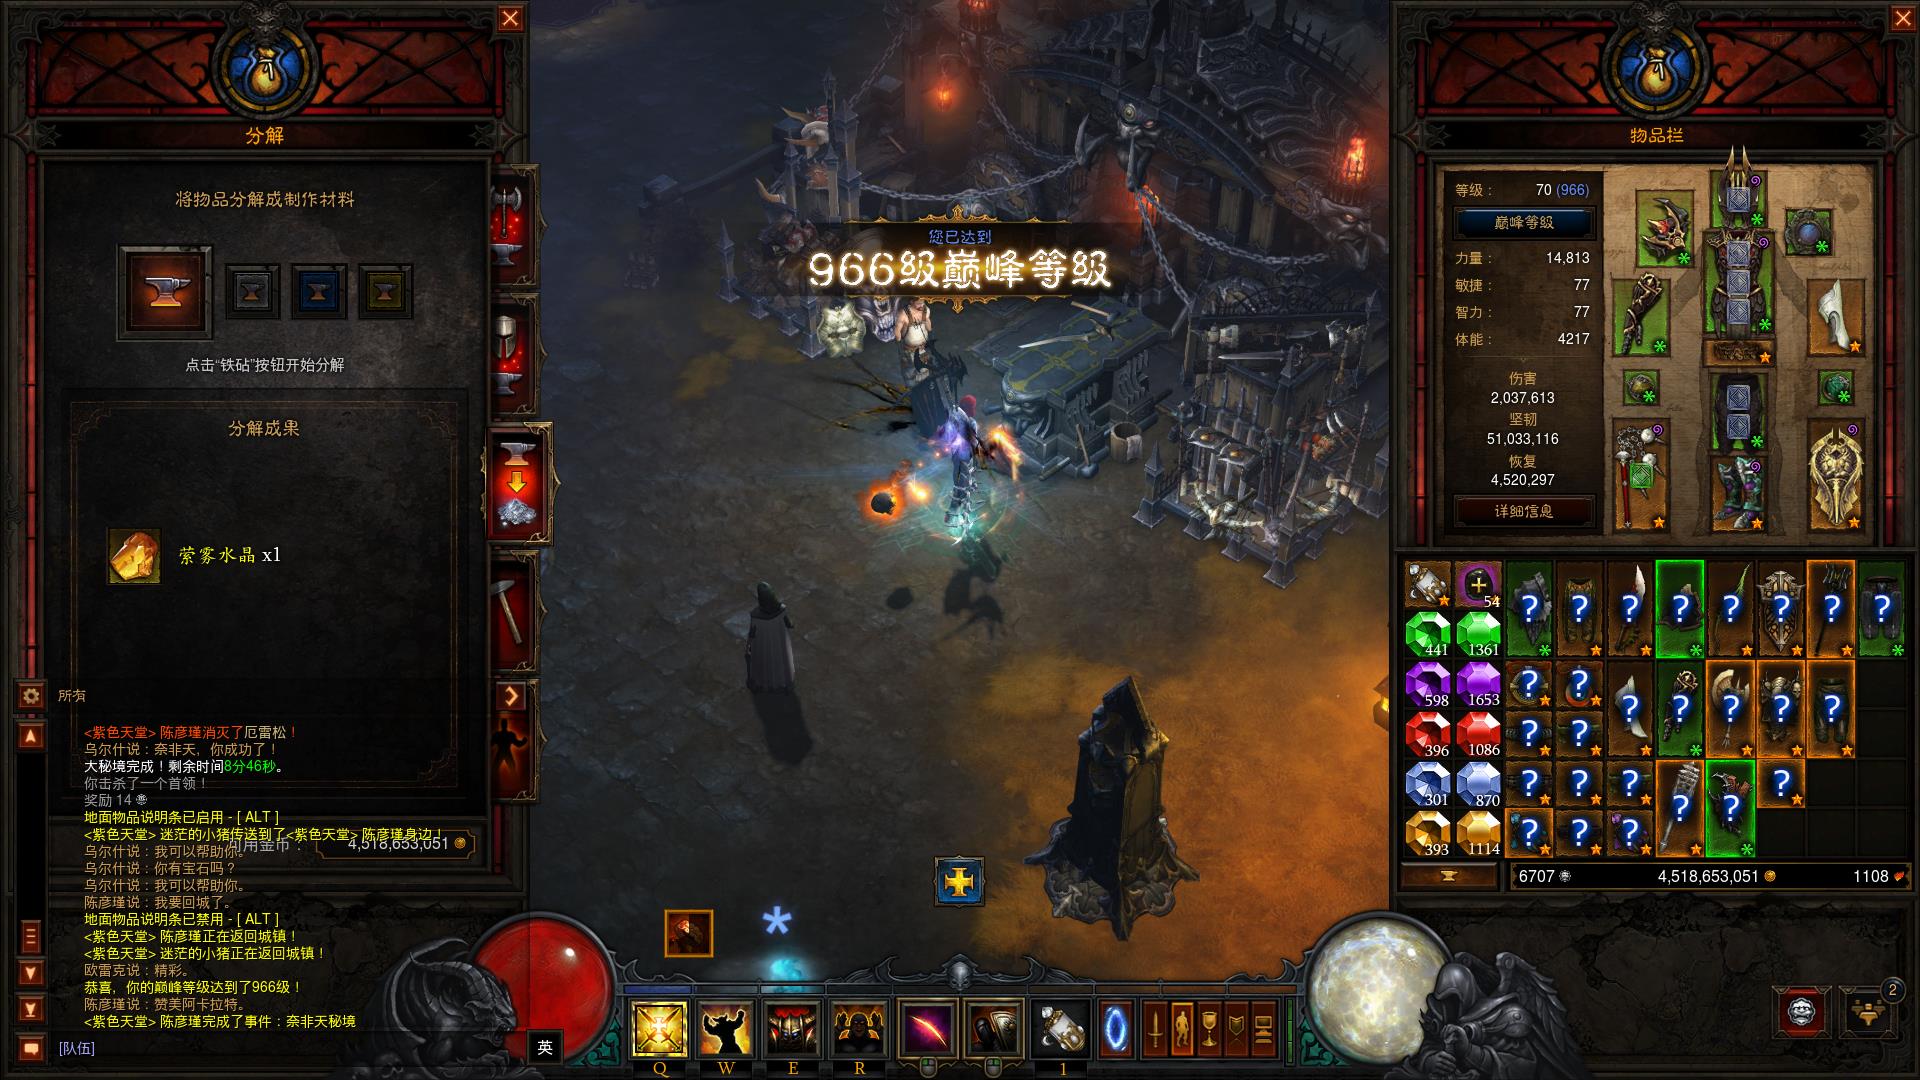 分解
将物品分解成制作材料
点击“铁砧”按钮开始分解
分解成果
萦雾水晶 x1
可用金币：
4,518,653,051
所有
<紫色天堂> 陈彦瑾消灭了厄雷松！
乌尔什说：奈非天，你成功了！
大秘境完成！剩余时间8分46秒。
你击杀了一个首领！
奖励 14
地面物品说明条已启用 - [ ALT ]
<紫色天堂> 迷茫的小猪传送到了<紫色天堂> 陈彦瑾身边！
乌尔什说：我可以帮助你。
乌尔什说：你有宝石吗？
乌尔什说：我可以帮助你。
陈彦瑾说：我要回城了。
地面物品说明条已禁用 - [ ALT ]
<紫色天堂> 陈彦瑾正在返回城镇！
<紫色天堂> 迷茫的小猪正在返回城镇！
欧雷克说：精彩。
恭喜，你的巅峰等级达到了966级！
陈彦瑾说：赞美阿卡拉特。
<紫色天堂> 陈彦瑾完成了事件：奈非天秘境
[队伍]
英
您已达到
966级巅峰等级
Q
W
E
R
1
物品栏
等级： 70 (966)
巅峰等级
力量： 14,813
敏捷： 77
智力： 77
体能： 4217
伤害
2,037,613
坚韧
51,033,116
恢复
4,520,297
详细信息
54
? ? ? ? ? ? ? ?
441 1361
? ? ? ? ? ? ?
598 1653
? ?
396 1086
? ? ? ? ? ?
301 870
? ? ?
393 1114
6707 4,518,653,051 1108
2